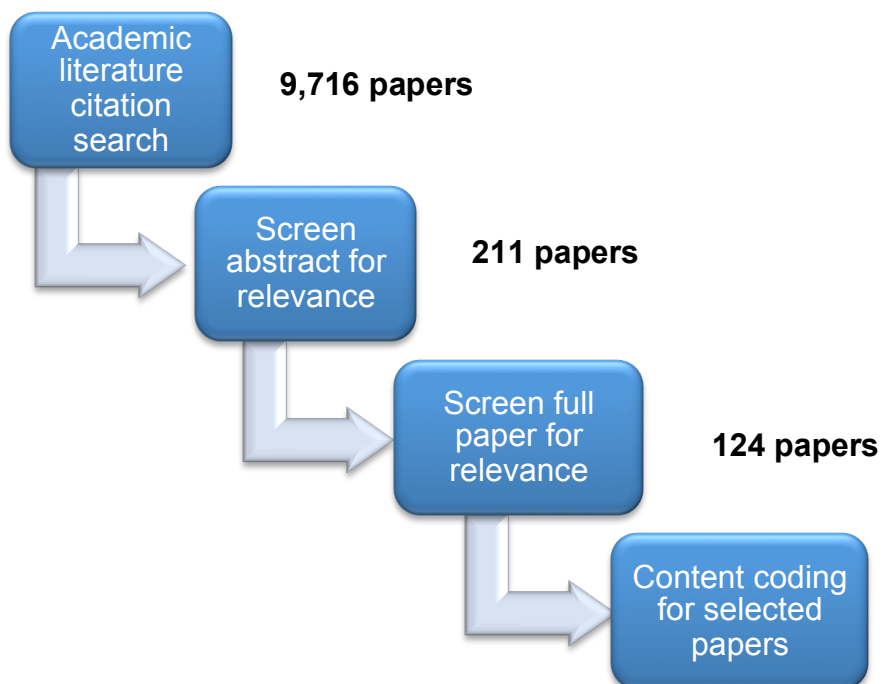 Academic
literature
citation
search
9,716 papers
Screen
abstract for
relevance
211 papers
Screen full
paper for
relevance
124 papers
Content coding
for selected
papers